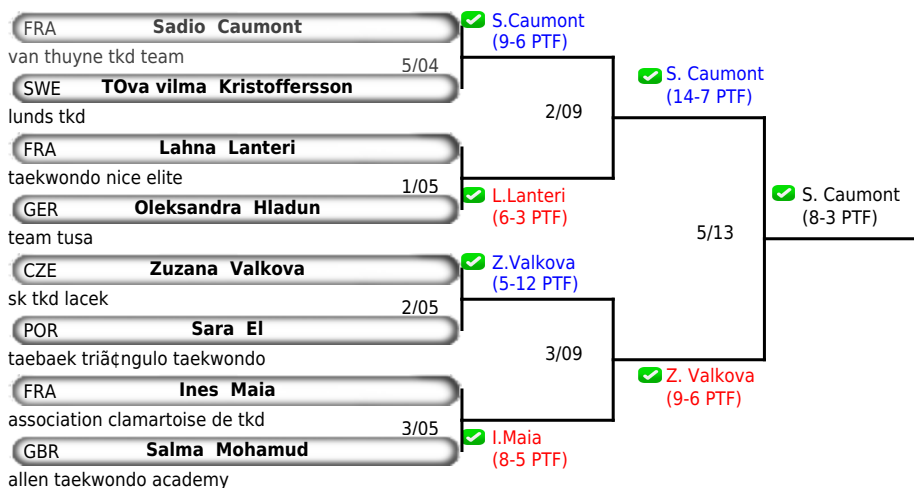 FRA Sadio Caumont
van thuyne tkd team
5/04
SWE TOva vilma Kristoffersson
lunds tkd
FRA Lahna Lanteri
taekwondo nice elite
1/05
GER Oleksandra Hladun
team tusa
CZE Zuzana Valkova
sk tkd lacek
2/05
POR Sara El
taebaek triã¢ngulo taekwondo
FRA Ines Maia
association clamartoise de tkd
3/05
GBR Salma Mohamud
allen taekwondo academy
S.Caumont
(9-6 PTF)
2/09
L.Lanteri
(6-3 PTF)
Z.Valkova
(5-12 PTF)
3/09
I.Maia
(8-5 PTF)
S. Caumont
(14-7 PTF)
5/13
Z. Valkova
(9-6 PTF)
S. Caumont
(8-3 PTF)